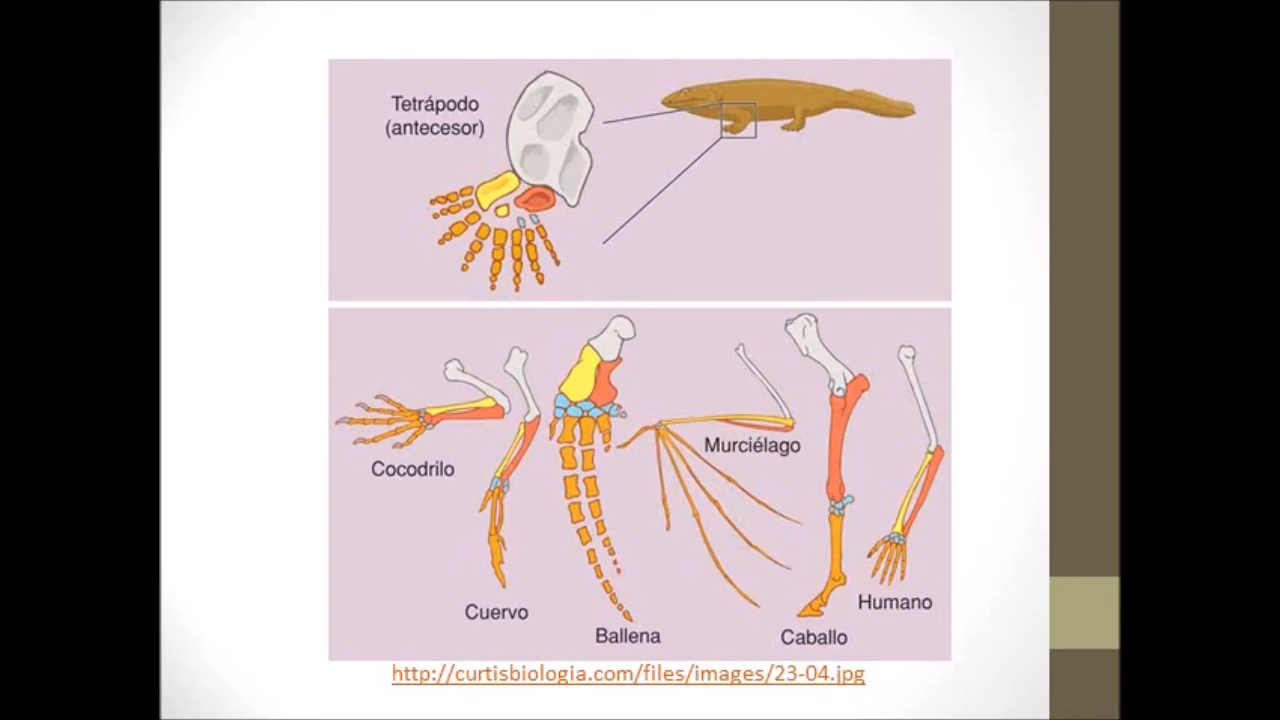 Tetrápodo
(antecesor)
Cocodrilo
Cuervo
Ballena
Murciélago
Caballo
Humano
http://curtisbiologia.com/files/images/23-04.jpg